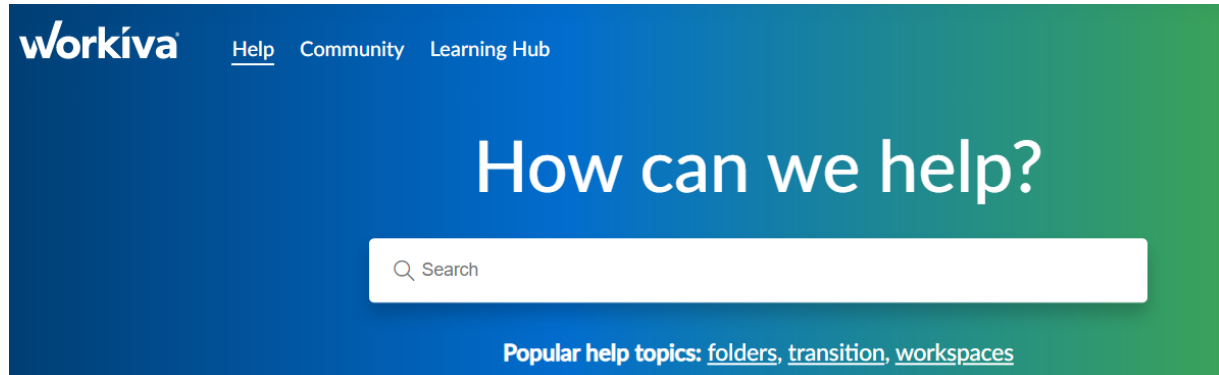 workiva Help Community Learning Hub
How can we help?
Search
Popular help topics: folders, transition, workspaces